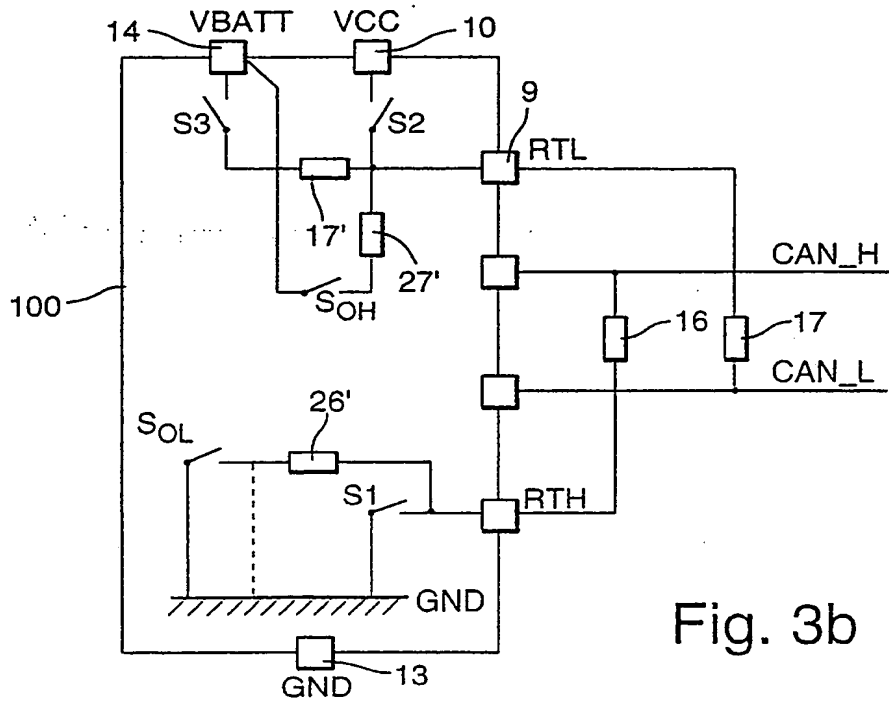 14 VBATT VCC 10
S3 S2 9
RTL
17'
27'
CAN_H
100
SOH
16 17
CAN_L
SOL
26'
S1
RTH
GND
Fig. 3b
13
GND